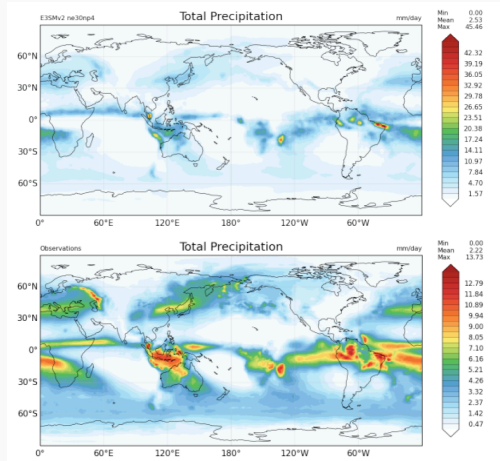 E3SMv2 ne30np4
Total Precipitation
mm/day
Min 0.00
Mean 2.53
Max 45.46
60°N
30°N
0°
30°S
60°S
0° 60°E 120°E 180° 120°W 60°W
42.32
39.19
36.05
32.92
29.78
26.65
23.51
20.38
17.24
14.11
10.97
7.84
4.70
1.57
Observations
Total Precipitation
mm/day
Min 0.00
Mean 2.22
Max 13.73
60°N
30°N
0°
30°S
60°S
0° 60°E 120°E 180° 120°W 60°W
12.79
11.84
10.89
9.94
9.00
8.05
7.10
6.16
5.21
4.26
3.32
2.37
1.42
0.47